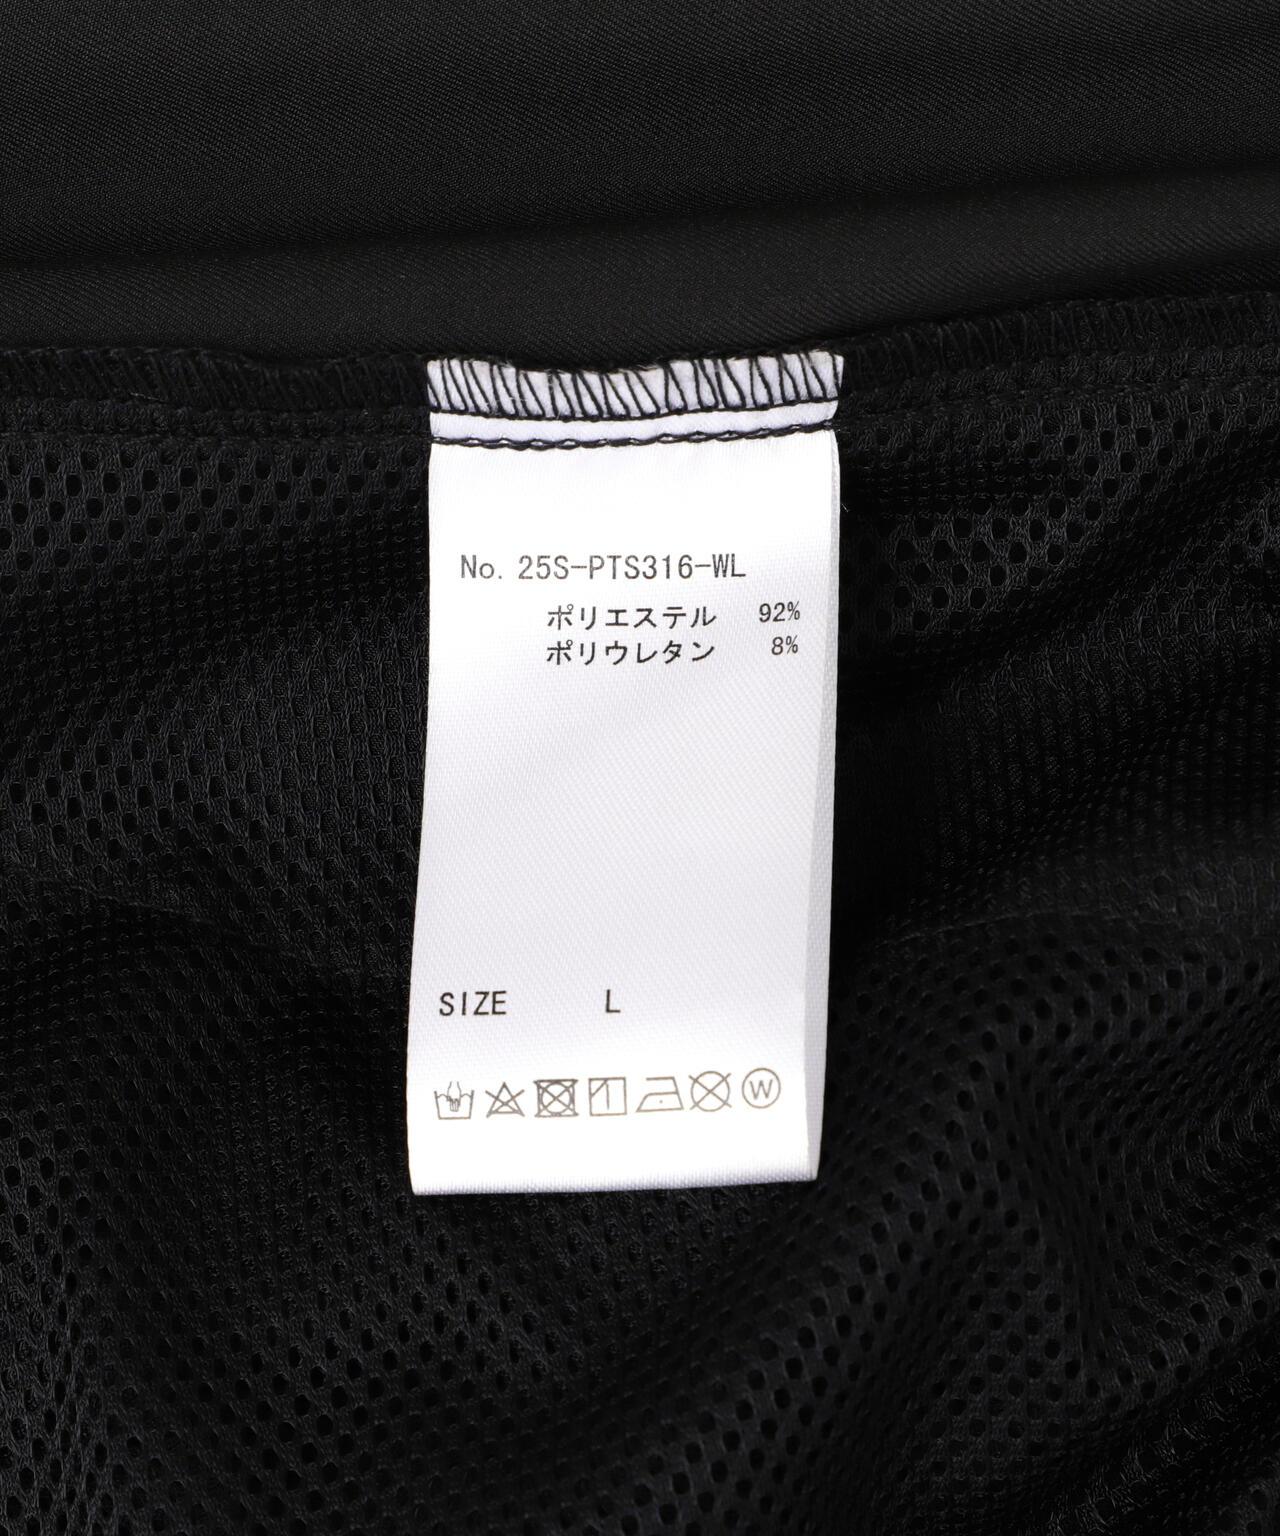 No. 25S-PTS316-WL
ポリエステル 92%
ポリウレタン 8%
SIZE L
W